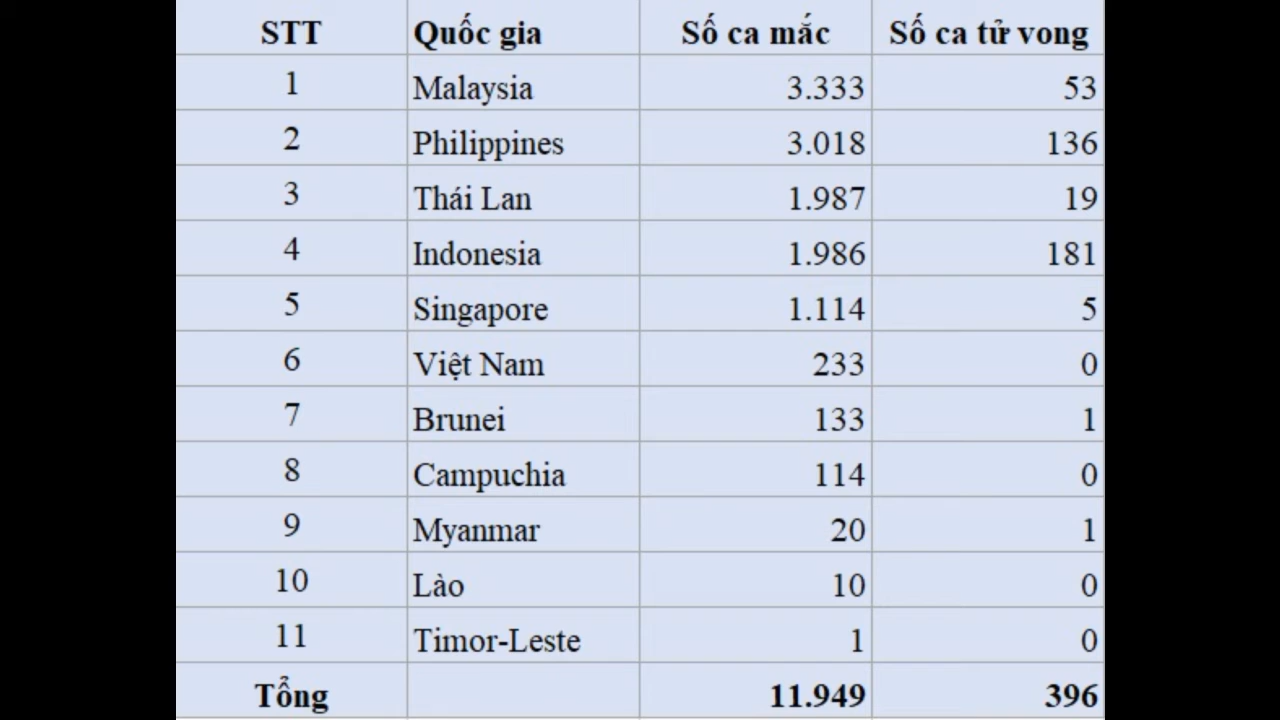 STT Quốc gia Số ca mắc Số ca tử vong
1 Malaysia 3.333 53
2 Philippines 3.018 136
3 Thái Lan 1.987 19
4 Indonesia 1.986 181
5 Singapore 1.114 5
6 Việt Nam 233 0
7 Brunei 133 1
8 Campuchia 114 0
9 Myanmar 20 1
10 Lào 10 0
11 Timor-Leste 1 0
Tổng 11.949 396